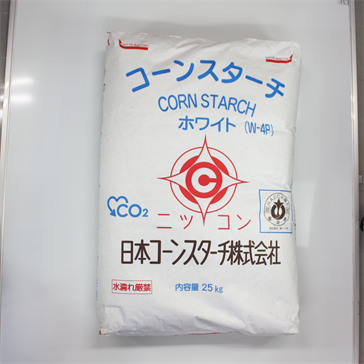 コーンスターチ
CORN STARCH
ホワイト (W-4P)
CO2
ニッコン
日本コーンスターチ株式会社
水濡れ厳禁
内容量 25kg